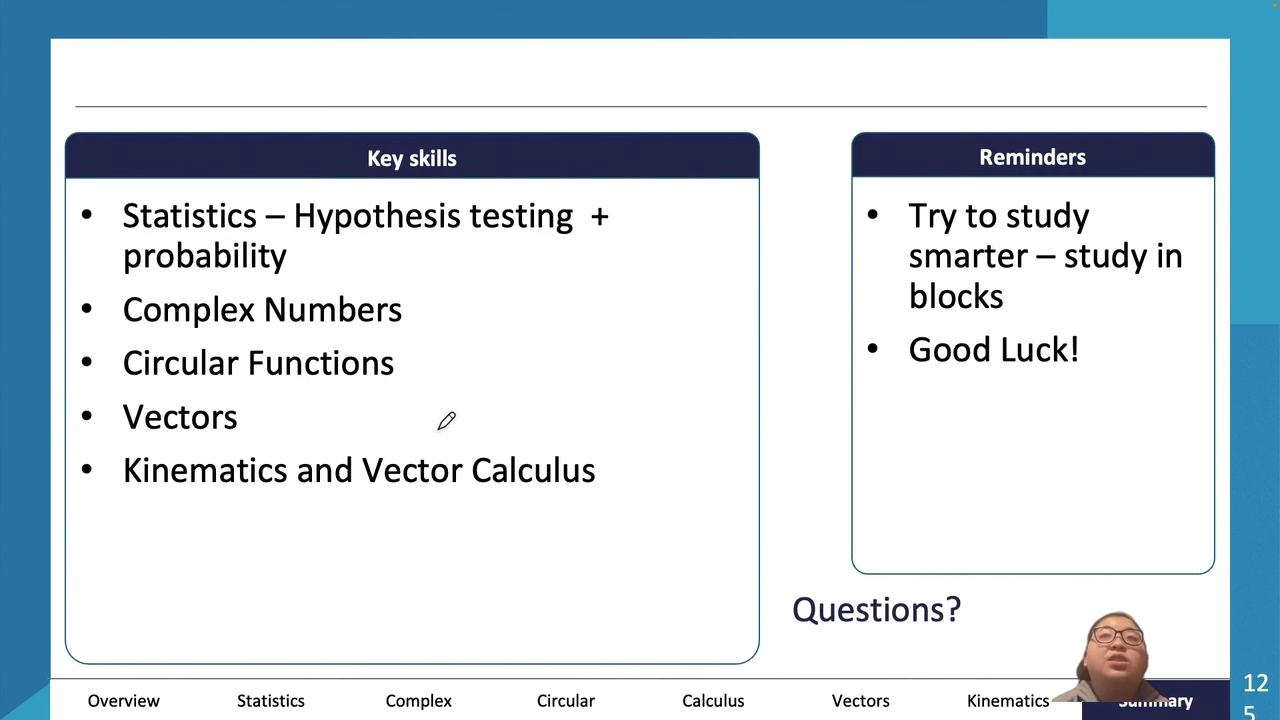 Key skills
• Statistics – Hypothesis testing +
probability
• Complex Numbers
• Circular Functions
• Vectors
• Kinematics and Vector Calculus
Reminders
• Try to study
smarter – study in
blocks
• Good Luck!
Questions?
Overview Statistics Complex Circular Calculus Vectors Kinematics Summary
12
5